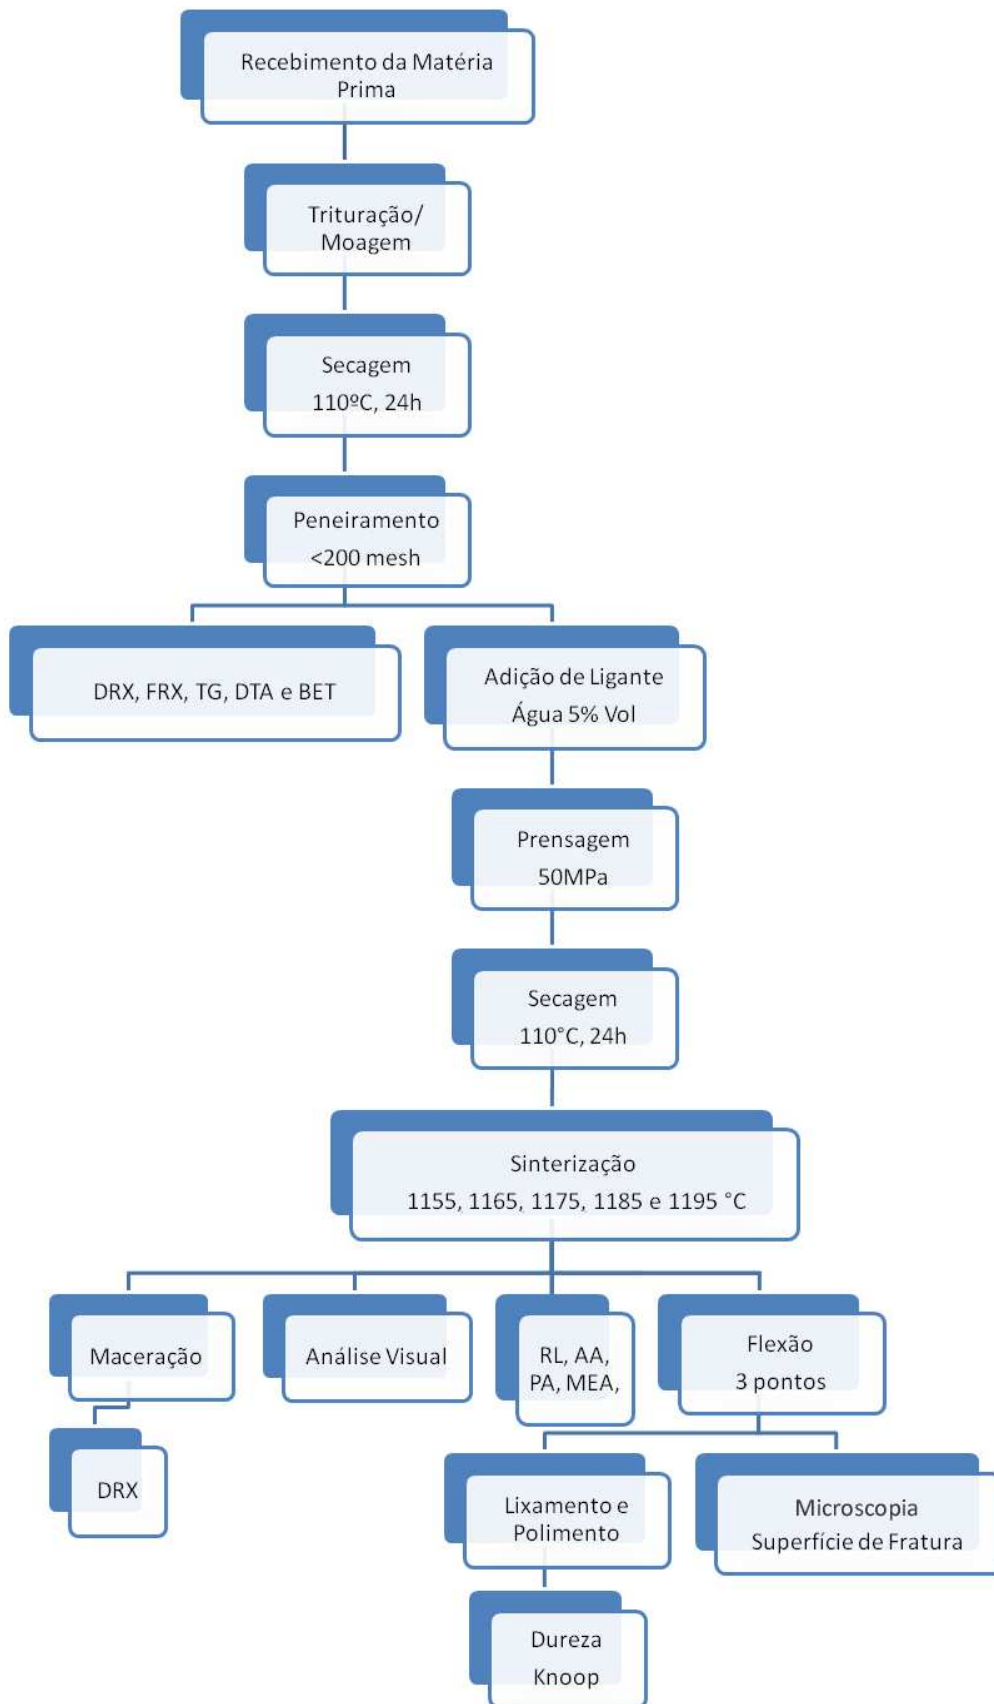 Recebimento da Matéria
Prima
Trituração/
Moagem
Secagem
110ºC, 24h
Peneiramento
<200 mesh
DRX, FRX, TG, DTA e BET
Adição de Ligante
Água 5% Vol
Prensagem
50MPa
Secagem
110°C, 24h
Sinterização
1155, 1165, 1175, 1185 e 1195 °C
Maceração
Análise Visual
RL, AA,
PA, MEA,
Flexão
3 pontos
DRX
Lixamento e
Polimento
Microscopia
Superfície de Fratura
Dureza
Knoop